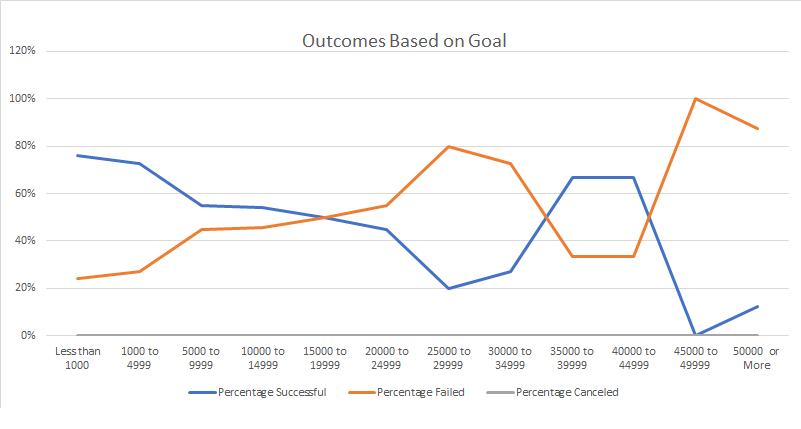 Outcomes Based on Goal
120%
100%
80%
60%
40%
20%
0%
Less than 1000
1000 to 4999
5000 to 9999
10000 to 14999
15000 to 19999
20000 to 24999
25000 to 29999
30000 to 34999
35000 to 39999
40000 to 44999
45000 to 49999
50000 or More
Percentage Successful
Percentage Failed
Percentage Canceled